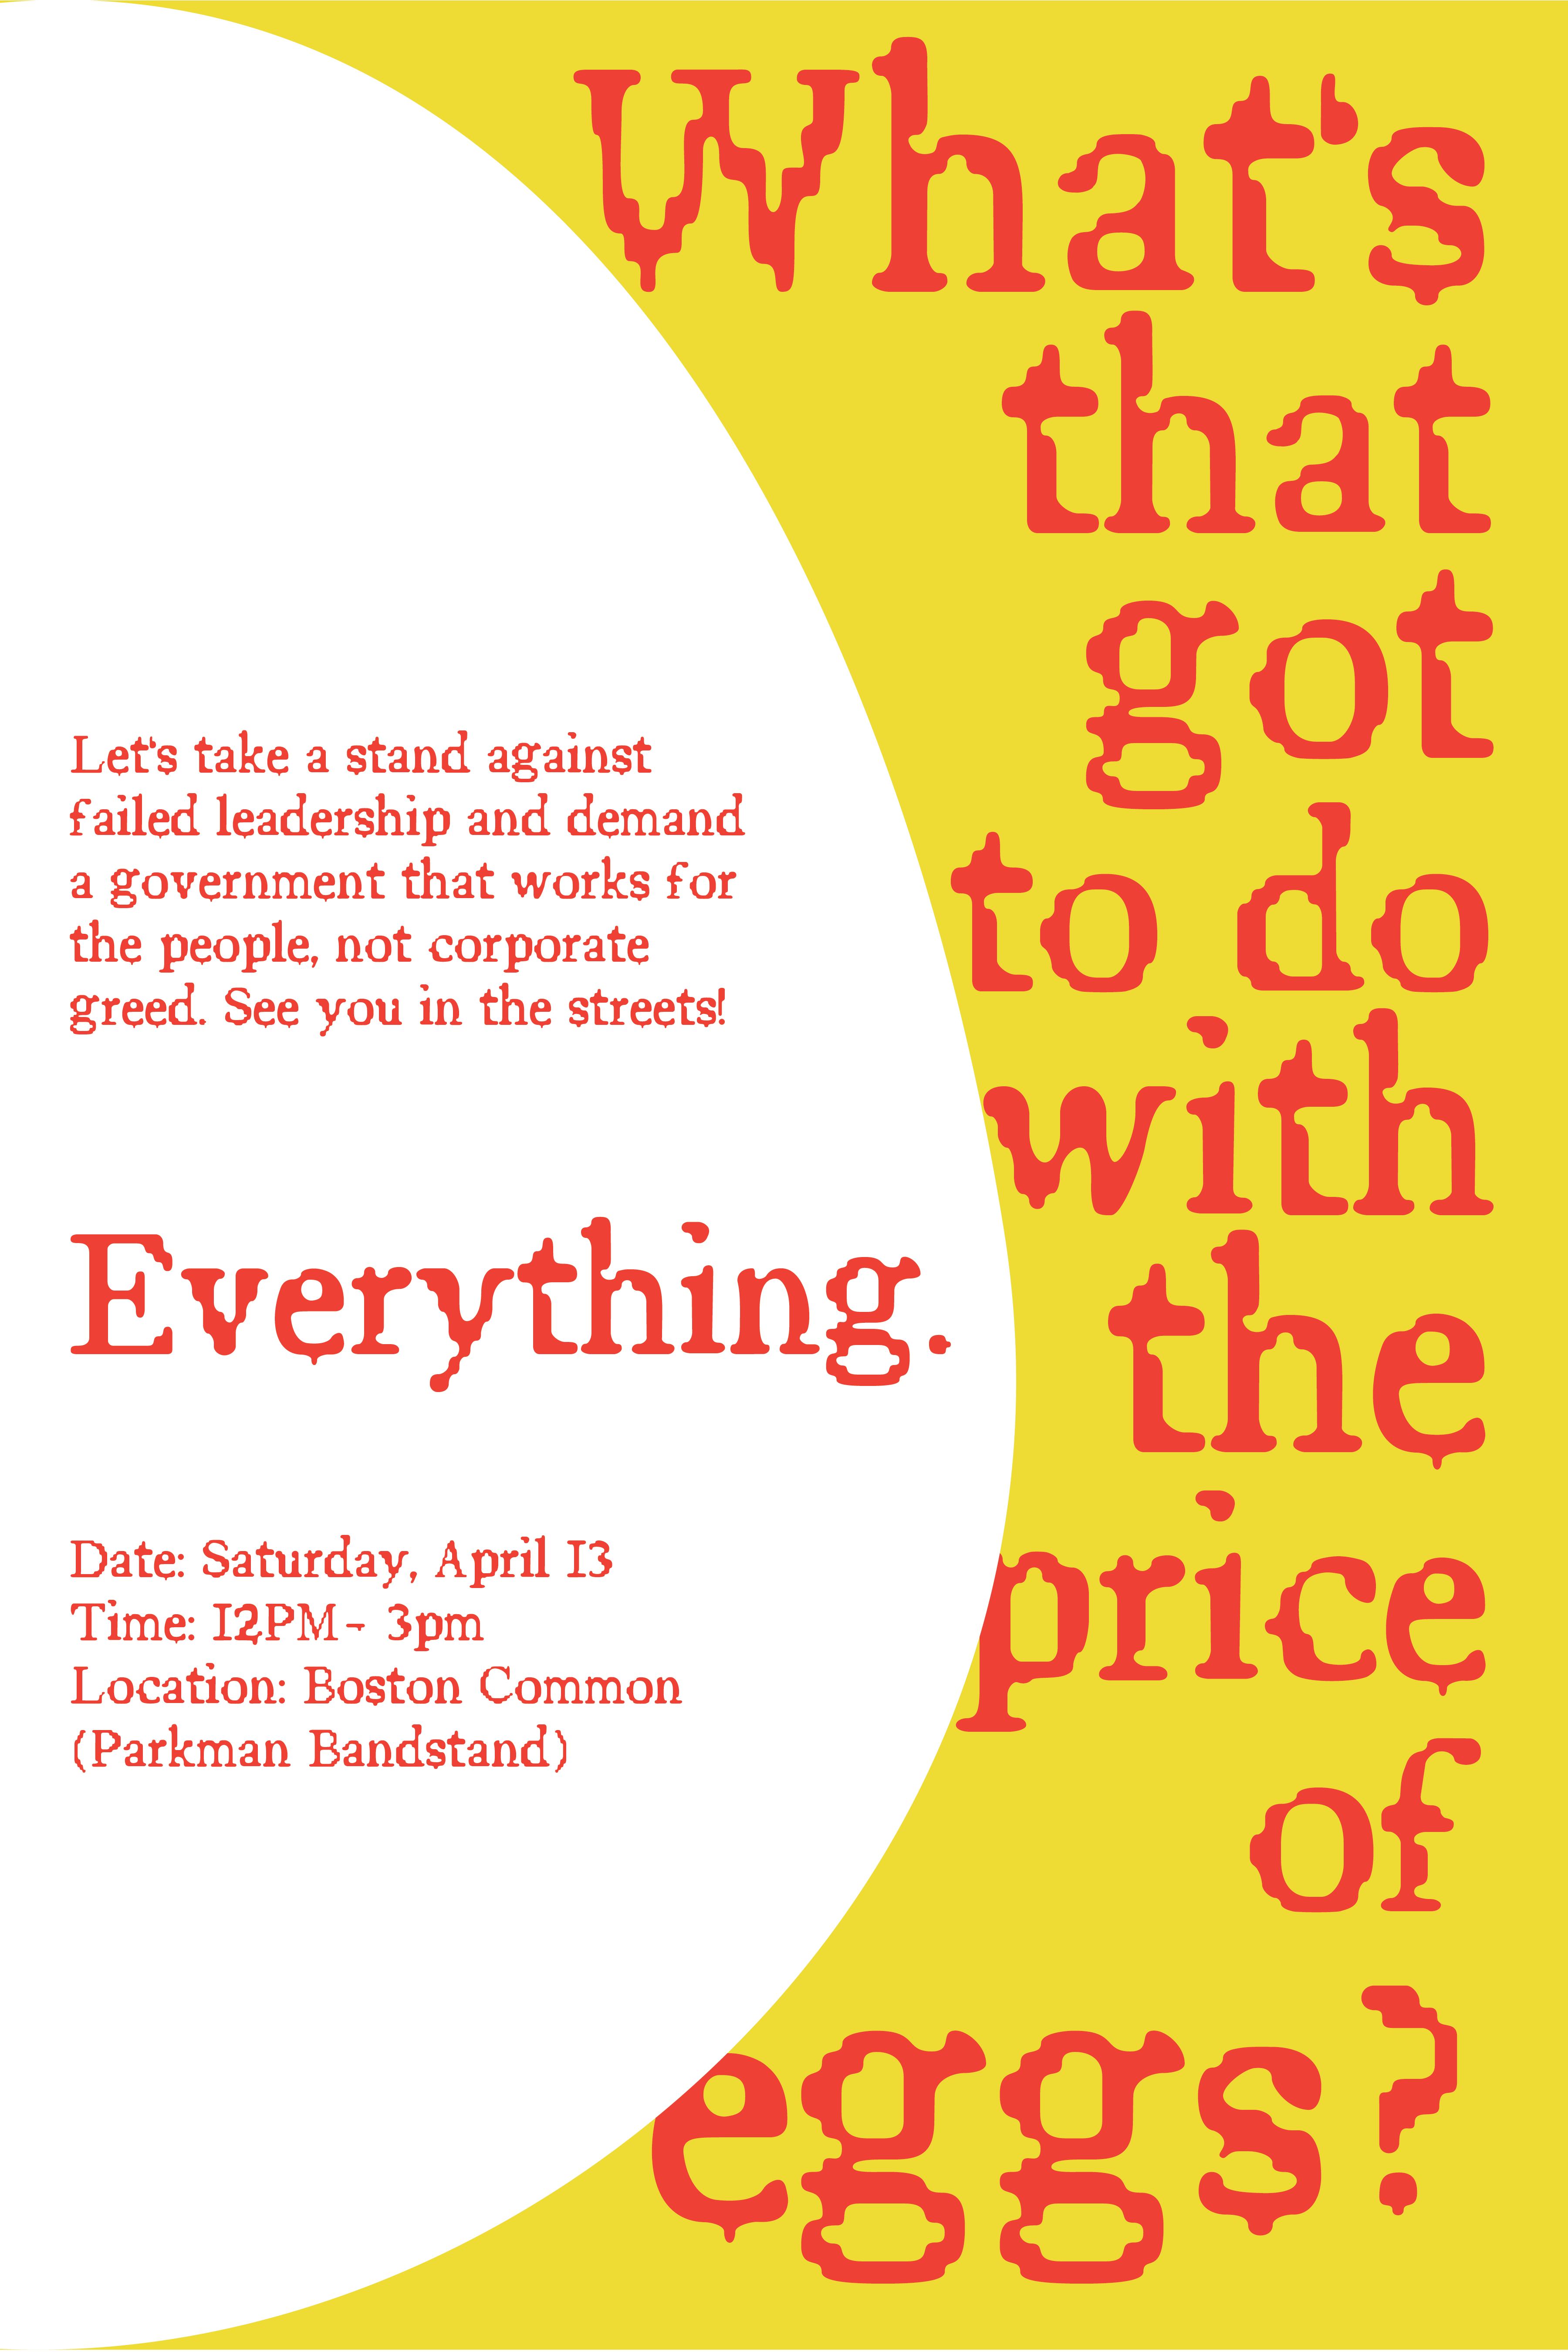 What's
that
got
to do
with
the
price
of
eggs?
Let's take a stand against
failed leadership and demand
a government that works for
the people, not corporate
greed. See you in the streets!
Everything.
Date: Saturday, April 13
Time: 12PM- 3pm
Location: Boston Common
(Parkman Bandstand)